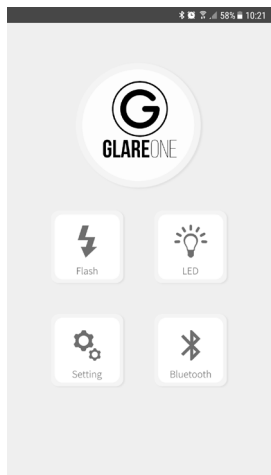 58% 10:21
G
GLAREONE
Flash
LED
Setting
Bluetooth